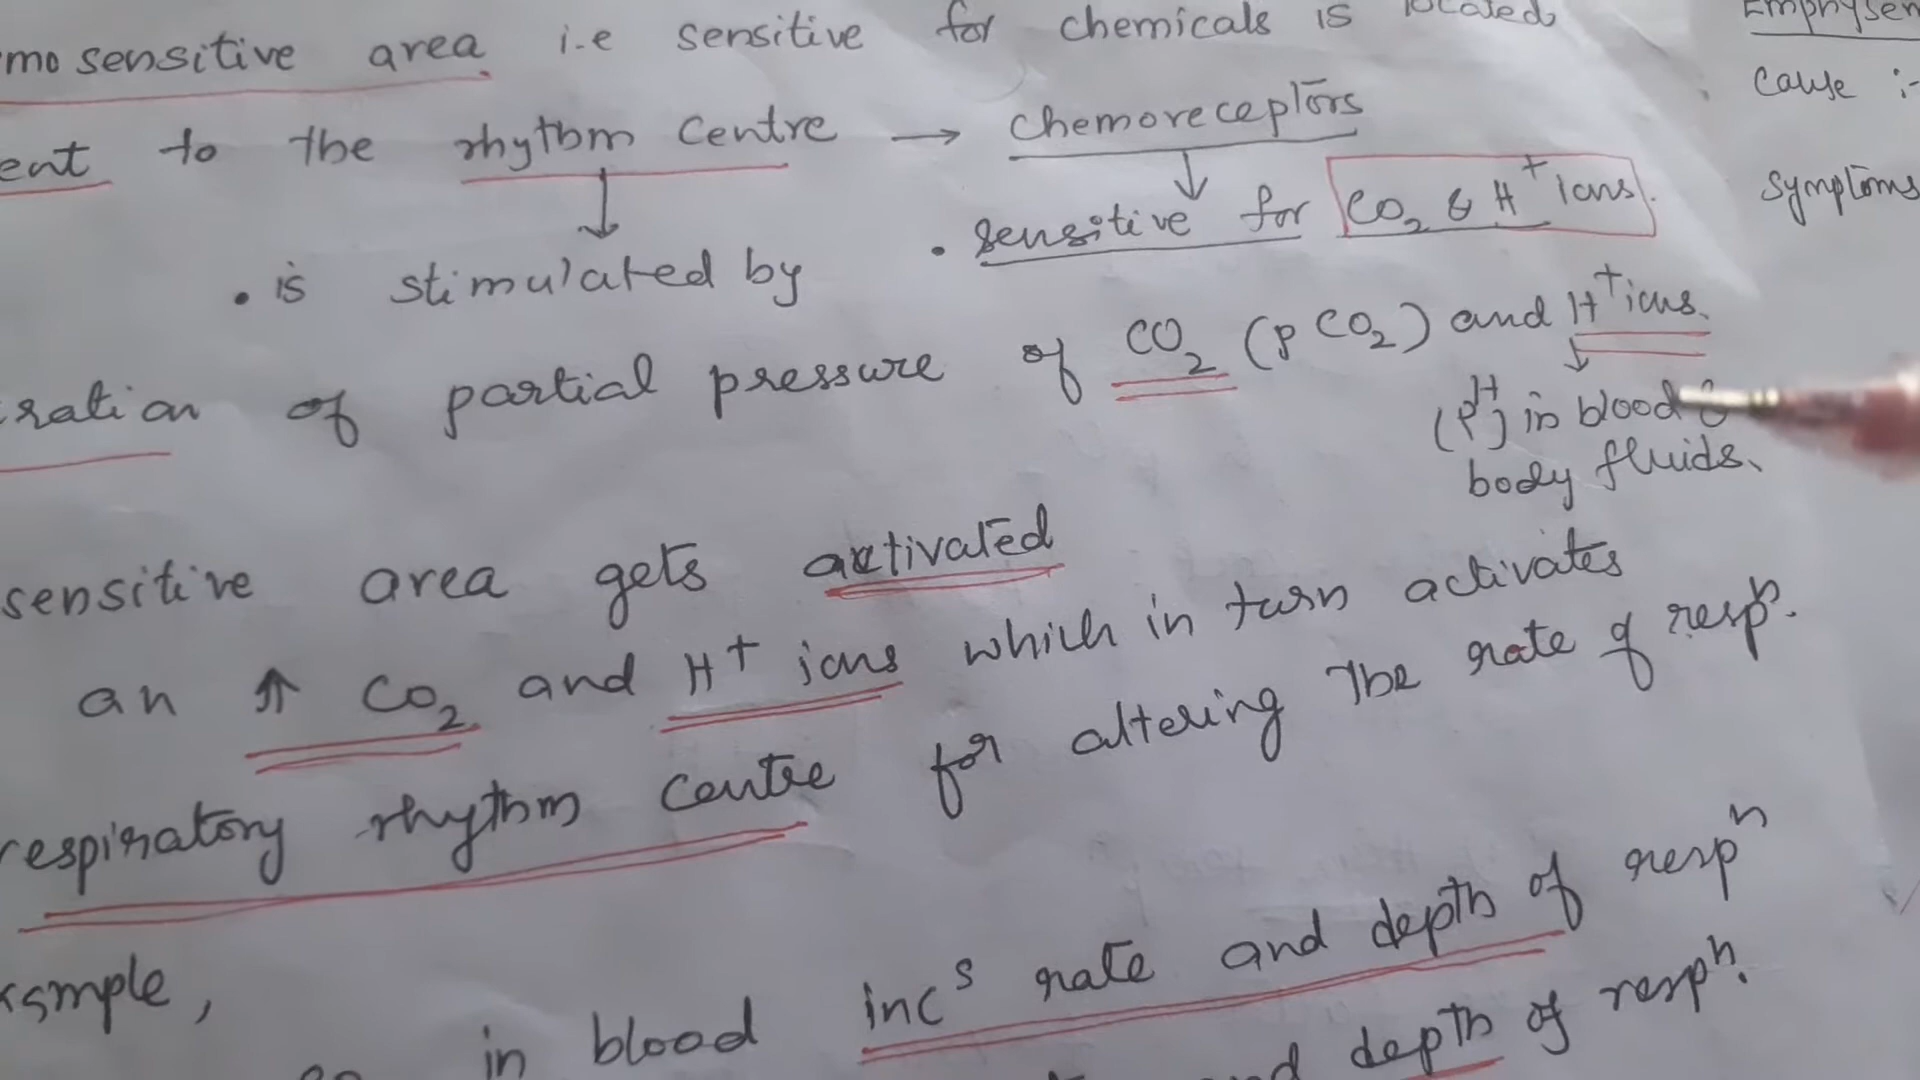 mo sensitive area i.e sensitive for chemicals is located
ent to the rhythm centre → chemoreceptors
• sensitive for CO₂ & H⁺ ions.
• is stimulated by
ration of partial pressure of CO₂ (pCO₂) and H⁺ ions.
(pH) in blood &
body fluids.
sensitive area gets activated
an ↑ CO₂ and H⁺ ions which in turn activates
respiratory rhythm centre for altering the rate of respⁿ.
in blood incˢ rate and depth of respⁿ
depth of respⁿ.
Cause :-
Symptoms